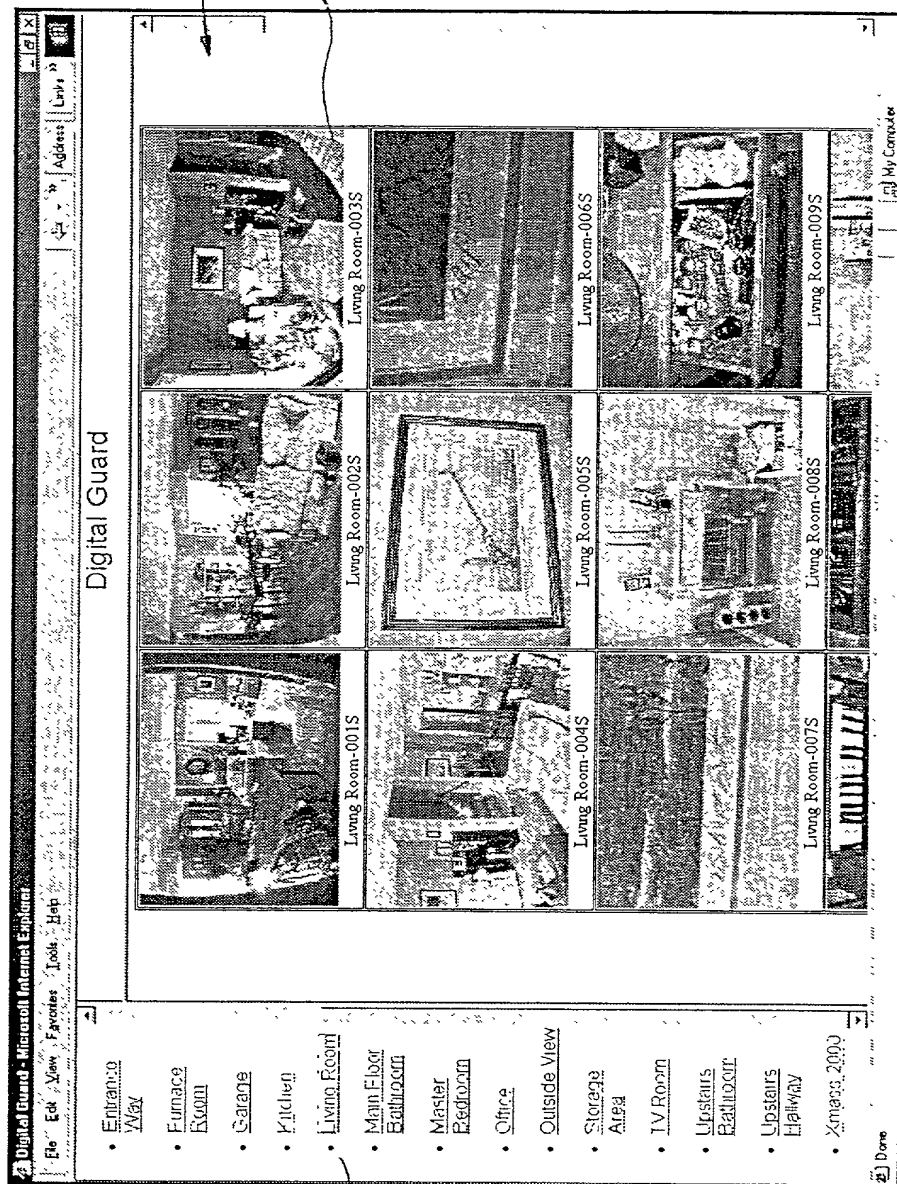 Digital Guard - Microsoft Internet Explorer
File Edit View Favorites Tools Help
Address Links »
Digital Guard
• Entrance
Way
• Furnace
Room
• Garage
• Kitchen
• Living Room
• Main Floor
Bathroom
• Master
Bedroom
• Office
• Outside View
• Storage
Area
• TV Room
• Upstairs
Bathroom
• Upstairs
Hallway
• Xmass 2000
Living Room-001S
Living Room-002S
Living Room-003S
Living Room-004S
Living Room-005S
Living Room-006S
Living Room-007S
Living Room-008S
Living Room-009S
Done
My Computer